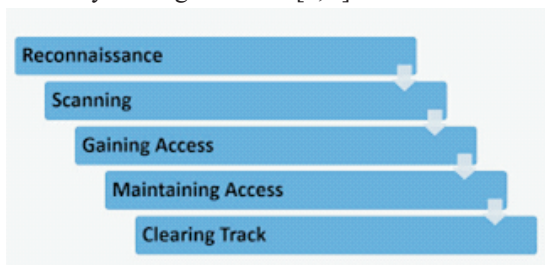 Reconnaissance
Scanning
Gaining Access
Maintaining Access
Clearing Track